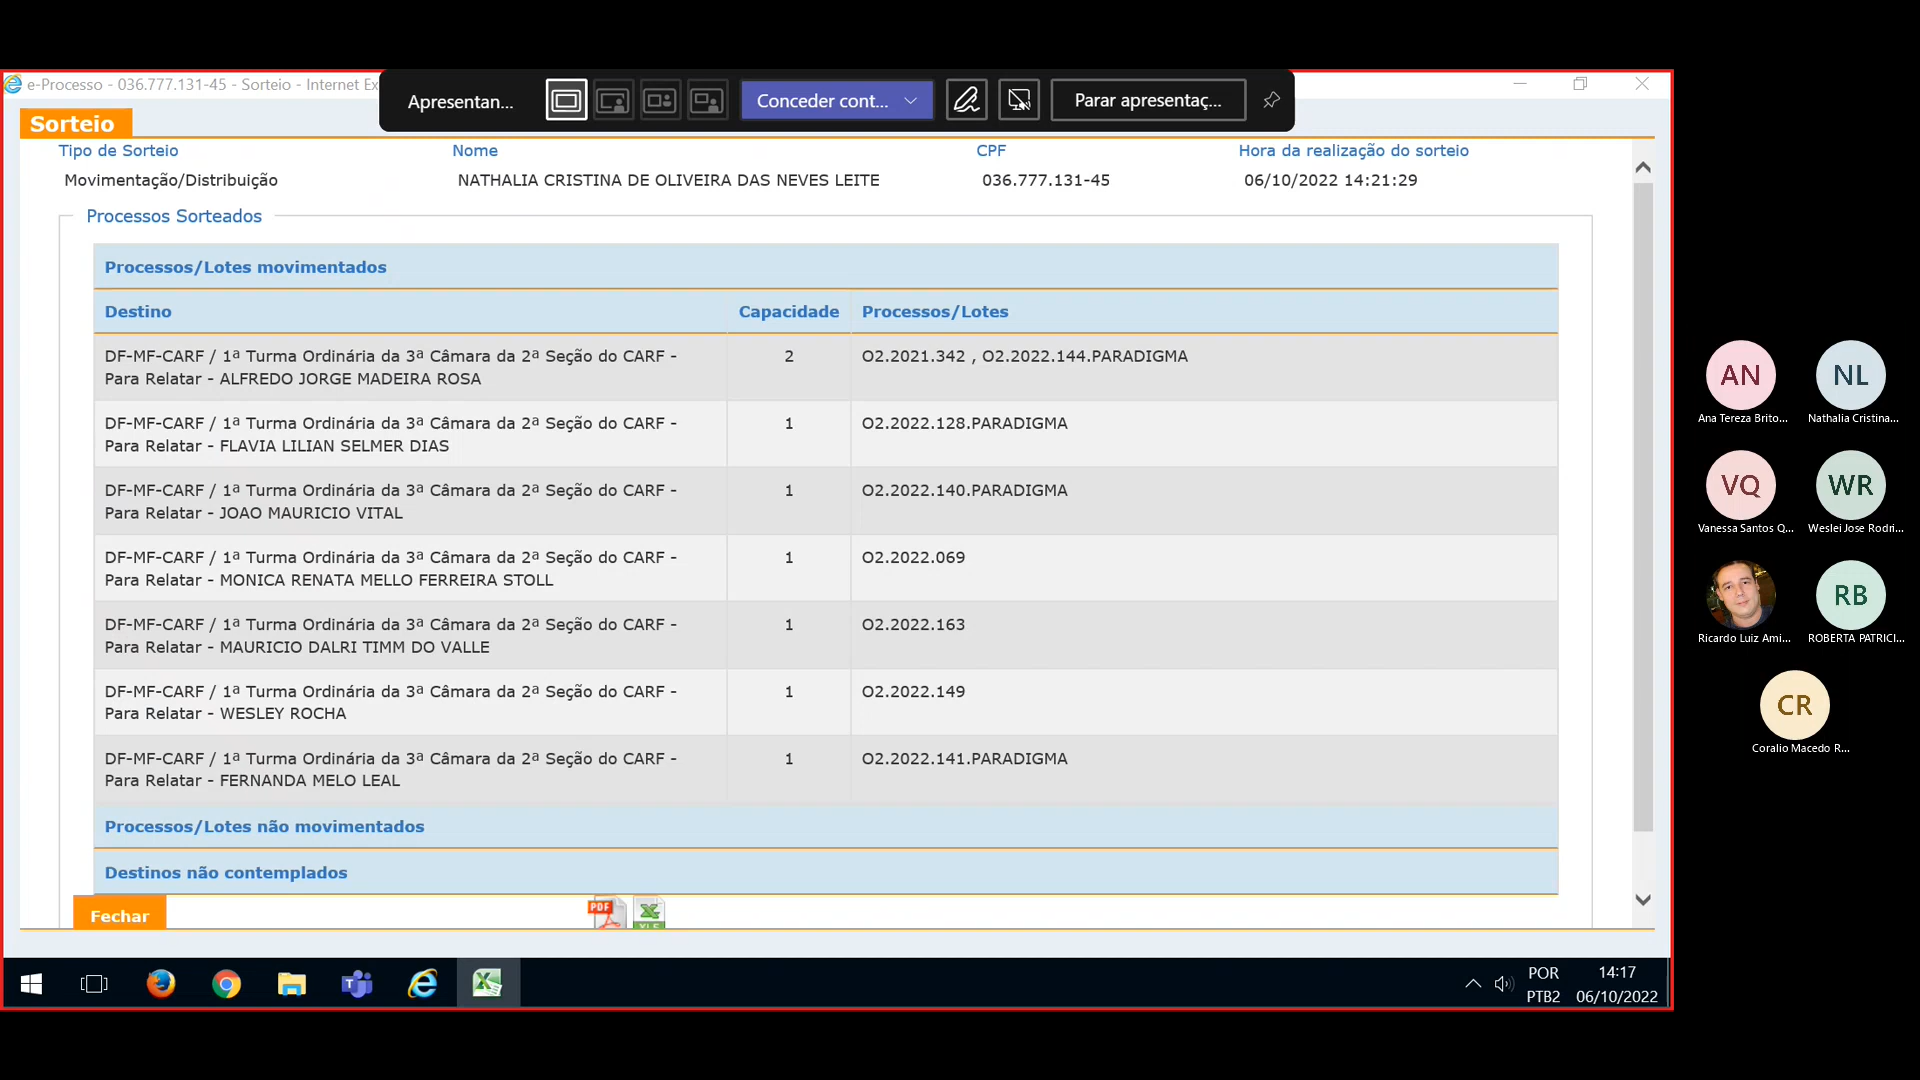 e-Processo - 036.777.131-45 - Sorteio - Internet Ex
Apresentan...
Conceder cont...
Parar apresentaç...
Sorteio
Tipo de Sorteio Nome CPF Hora da realização do sorteio
Movimentação/Distribuição NATHALIA CRISTINA DE OLIVEIRA DAS NEVES LEITE 036.777.131-45 06/10/2022 14:21:29
Processos Sorteados
Processos/Lotes movimentados
Destino Capacidade Processos/Lotes
DF-MF-CARF / 1ª Turma Ordinária da 3ª Câmara da 2ª Seção do CARF - 2 O2.2021.342 , O2.2022.144.PARADIGMA
Para Relatar - ALFREDO JORGE MADEIRA ROSA
DF-MF-CARF / 1ª Turma Ordinária da 3ª Câmara da 2ª Seção do CARF - 1 O2.2022.128.PARADIGMA
Para Relatar - FLAVIA LILIAN SELMER DIAS
DF-MF-CARF / 1ª Turma Ordinária da 3ª Câmara da 2ª Seção do CARF - 1 O2.2022.140.PARADIGMA
Para Relatar - JOAO MAURICIO VITAL
DF-MF-CARF / 1ª Turma Ordinária da 3ª Câmara da 2ª Seção do CARF - 1 O2.2022.069
Para Relatar - MONICA RENATA MELLO FERREIRA STOLL
DF-MF-CARF / 1ª Turma Ordinária da 3ª Câmara da 2ª Seção do CARF - 1 O2.2022.163
Para Relatar - MAURICIO DALRI TIMM DO VALLE
DF-MF-CARF / 1ª Turma Ordinária da 3ª Câmara da 2ª Seção do CARF - 1 O2.2022.149
Para Relatar - WESLEY ROCHA
DF-MF-CARF / 1ª Turma Ordinária da 3ª Câmara da 2ª Seção do CARF - 1 O2.2022.141.PARADIGMA
Para Relatar - FERNANDA MELO LEAL
Processos/Lotes não movimentados
Destinos não contemplados
Fechar
PDF
XLS
POR
PTB2
14:17
06/10/2022
AN NL
Ana Tereza Brito... Nathalia Cristina...
VQ WR
Vanessa Santos Q... Weslei Jose Rodri...
RB
Ricardo Luiz Ami... ROBERTA PATRICI...
CR
Coralio Macedo R...